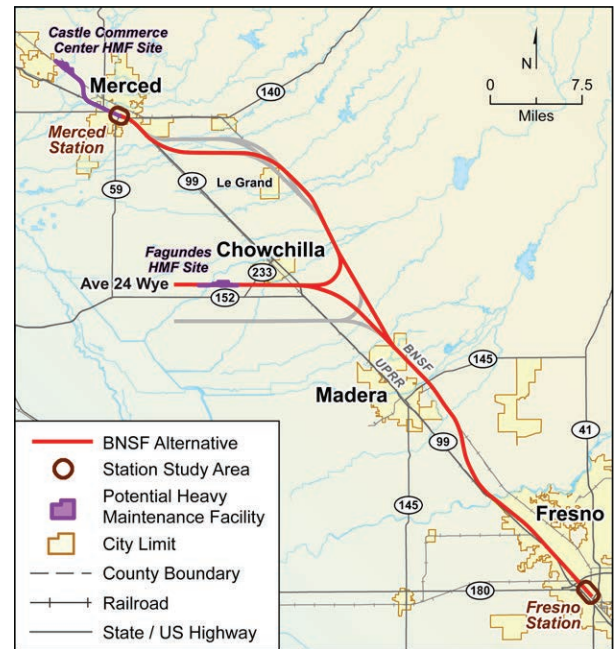 Castle Commerce
Center HMF Site
Merced
N
0 7.5
Miles
140
Merced
Station
59
99
Le Grand
Fagundes
HMF Site
Chowchilla
233
Ave 24 Wye
152
BNSF
UPRR
145
Madera
99
41
145
Fresno
180
Fresno
Station
BNSF Alternative
Station Study Area
Potential Heavy
Maintenance Facility
City Limit
County Boundary
Railroad
State / US Highway